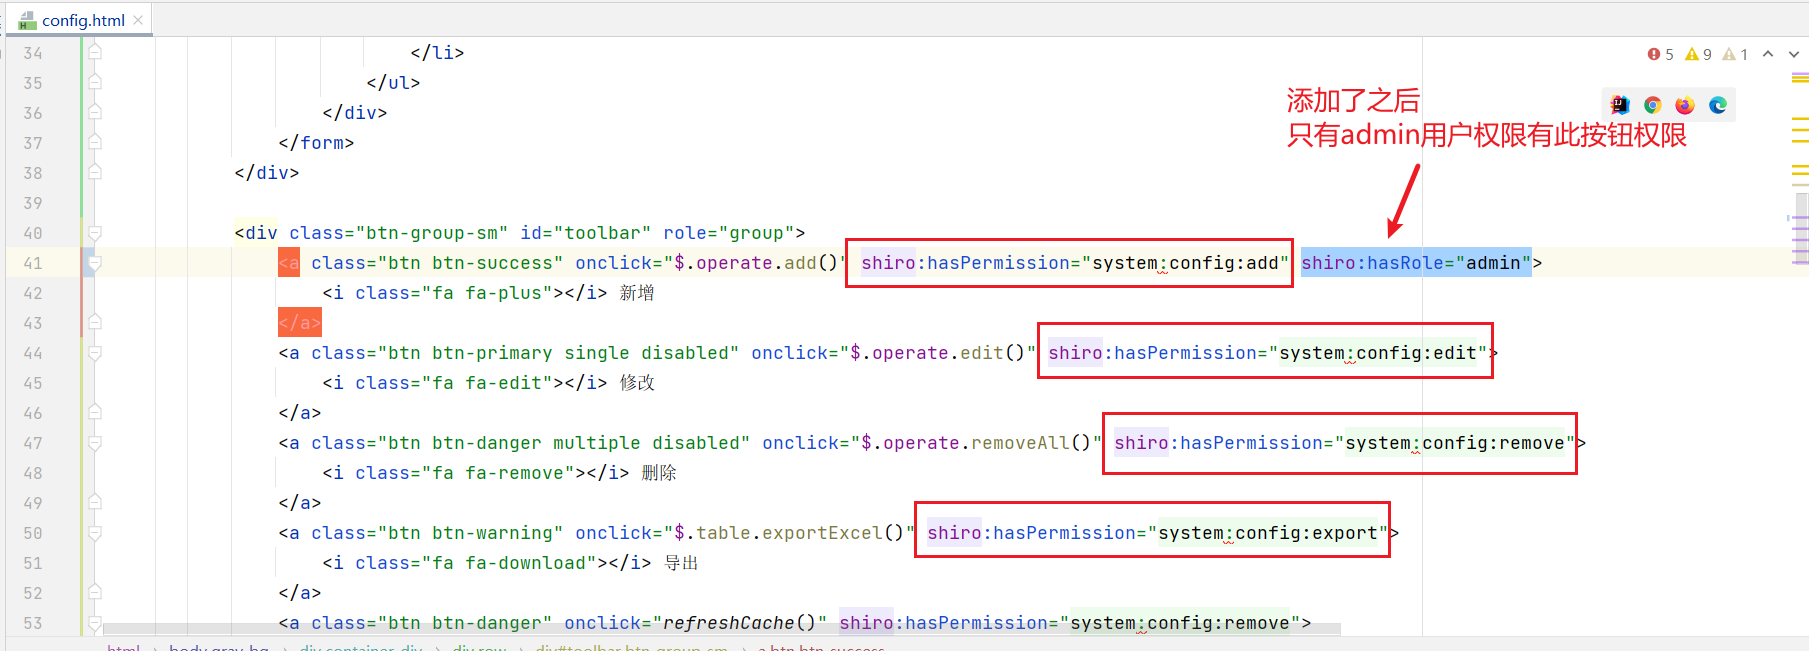 config.html
34 </li>
35 </ul>
36 </div>
37 </form>
38 </div>
39
40 <div class="btn-group-sm" id="toolbar" role="group">
41 <a class="btn btn-success" onclick="$.operate.add()" shiro:hasPermission="system:config:add" shiro:hasRole="admin">
42 <i class="fa fa-plus"></i> 新增
43 </a>
44 <a class="btn btn-primary single disabled" onclick="$.operate.edit()" shiro:hasPermission="system:config:edit">
45 <i class="fa fa-edit"></i> 修改
46 </a>
47 <a class="btn btn-danger multiple disabled" onclick="$.operate.removeAll()" shiro:hasPermission="system:config:remove">
48 <i class="fa fa-remove"></i> 删除
49 </a>
50 <a class="btn btn-warning" onclick="$.table.exportExcel()" shiro:hasPermission="system:config:export">
51 <i class="fa fa-download"></i> 导出
52 </a>
53 <a class="btn btn-danger" onclick="refreshCache()" shiro:hasPermission="system:config:remove">
5 9 1
添加了之后
只有admin用户权限有此按钮权限
html body.gray-bg div.container-div div.row div#toolbar.btn-group-sm a.btn.btn-success